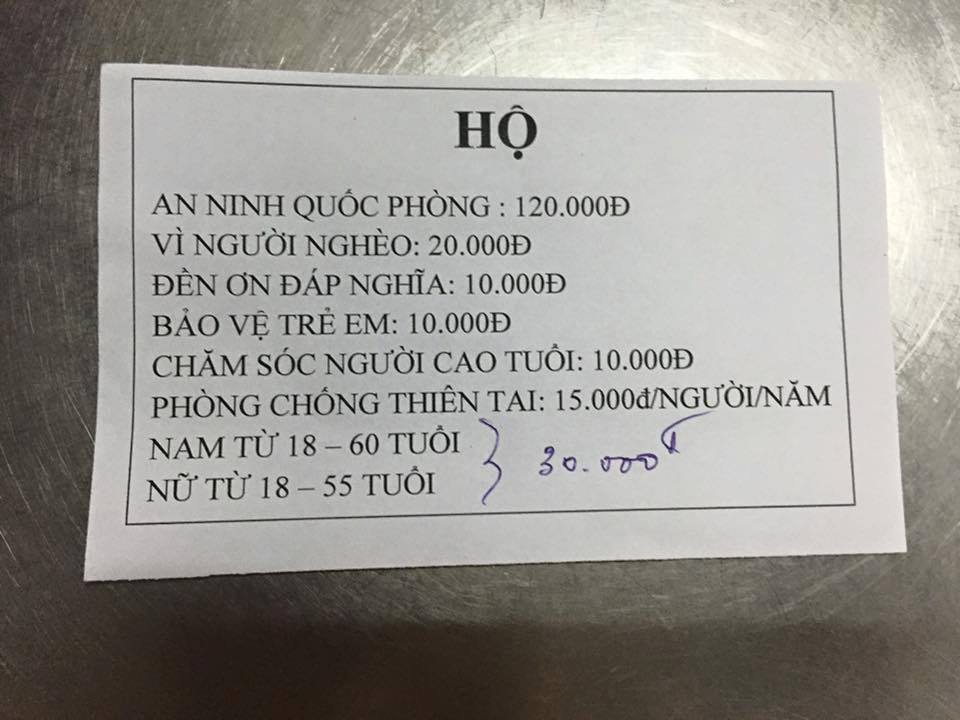 HỘ
AN NINH QUỐC PHÒNG : 120.000Đ
VÌ NGƯỜI NGHÈO: 20.000Đ
ĐỀN ƠN ĐÁP NGHĨA: 10.000Đ
BẢO VỆ TRẺ EM: 10.000Đ
CHĂM SÓC NGƯỜI CAO TUỔI: 10.000Đ
PHÒNG CHỐNG THIÊN TAI: 15.000đ/NGƯỜI/NĂM
NAM TỪ 18 – 60 TUỔI
NỮ TỪ 18 – 55 TUỔI
30.000đ